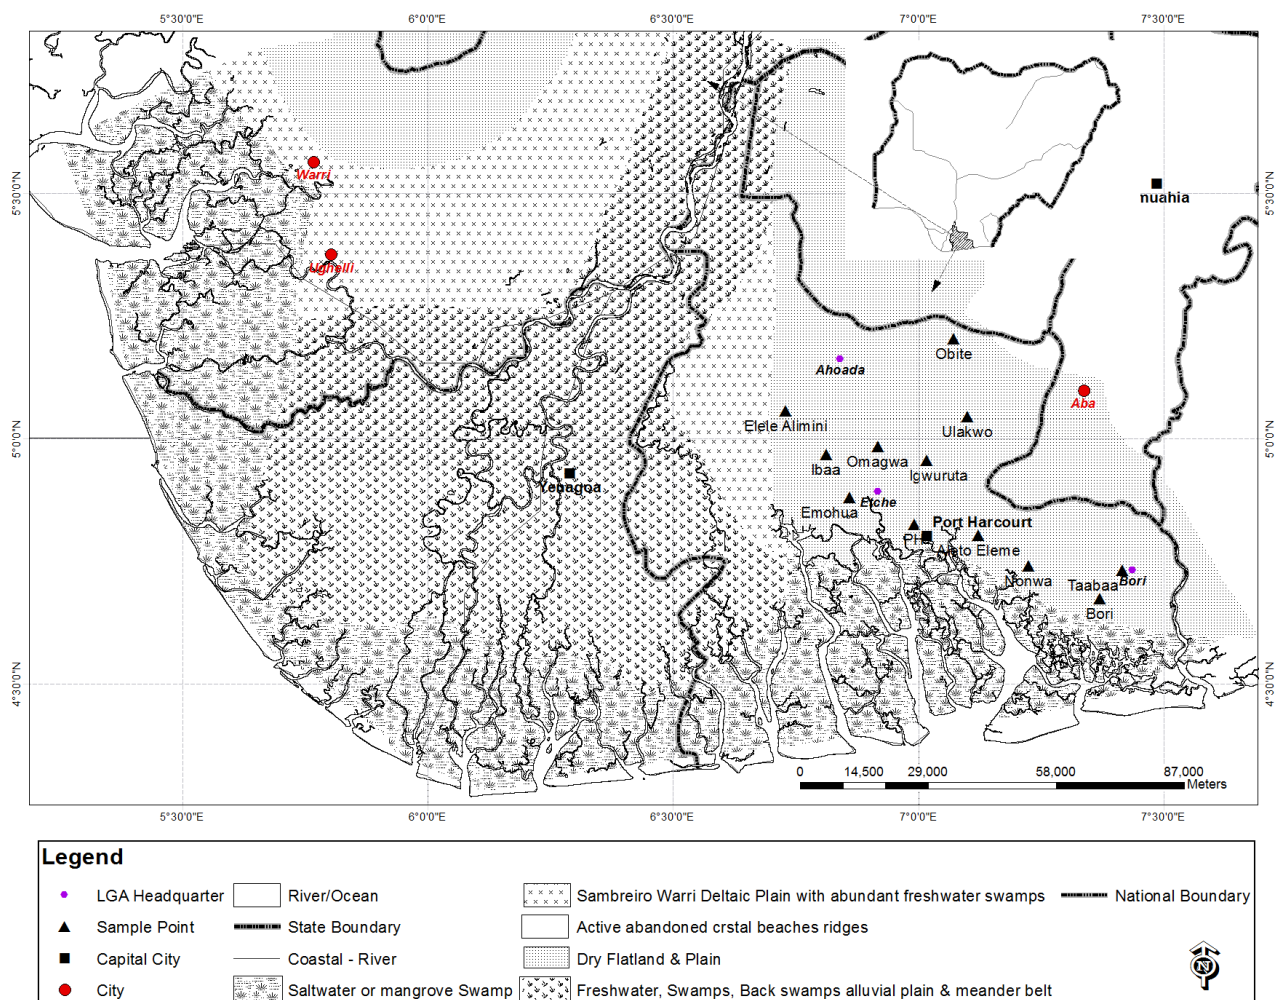 5°30'0"E 6°0'0"E 6°30'0"E 7°0'0"E 7°30'0"E
5°30'0"N
5°30'0"N
Warri
nuahia
Ughelli
Obite
Ahoada
Aba
Elele Alimini
Ulakwo
5°0'0"N
5°0'0"N
Omagwa
Ibaa
Igwuruta
Yenagoa
Etche
Emohua
Port Harcourt
PH
Aleto Eleme
Nonwa
Taabaa
Bori
Bori
4°30'0"N
4°30'0"N
0 14,500 29,000 58,000 87,000
Meters
5°30'0"E 6°0'0"E 6°30'0"E 7°0'0"E 7°30'0"E
Legend
LGA Headquarter River/Ocean Sambreiro Warri Deltaic Plain with abundant freshwater swamps National Boundary
Sample Point State Boundary Active abandoned crstal beaches ridges
Capital City Coastal - River Dry Flatland & Plain
City Saltwater or mangrove Swamp Freshwater, Swamps, Back swamps alluvial plain & meander belt
N